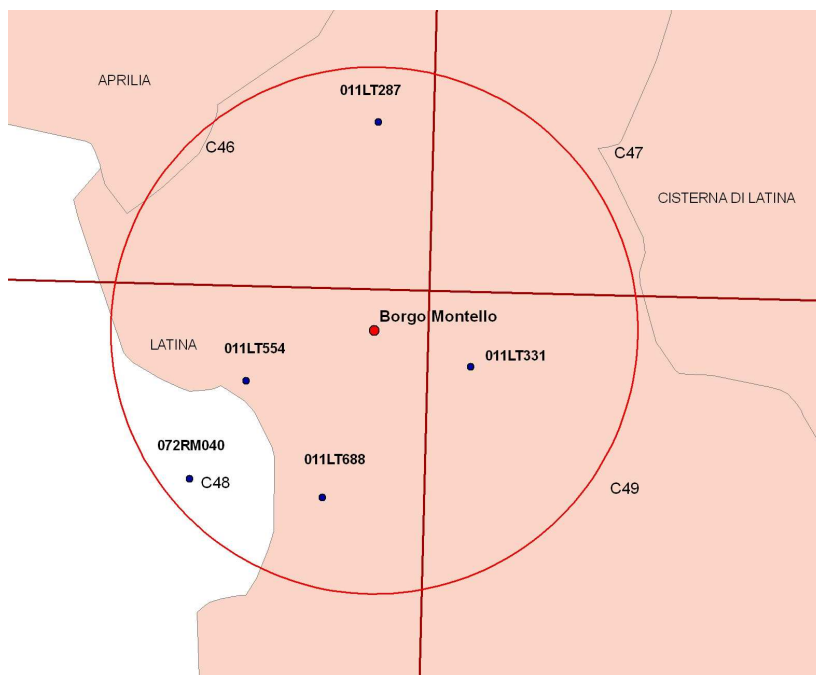 APRILIA
011LT287
C46
C47
CISTERNA DI LATINA
Borgo Montello
LATINA
011LT554
011LT331
072RM040
C48
011LT688
C49